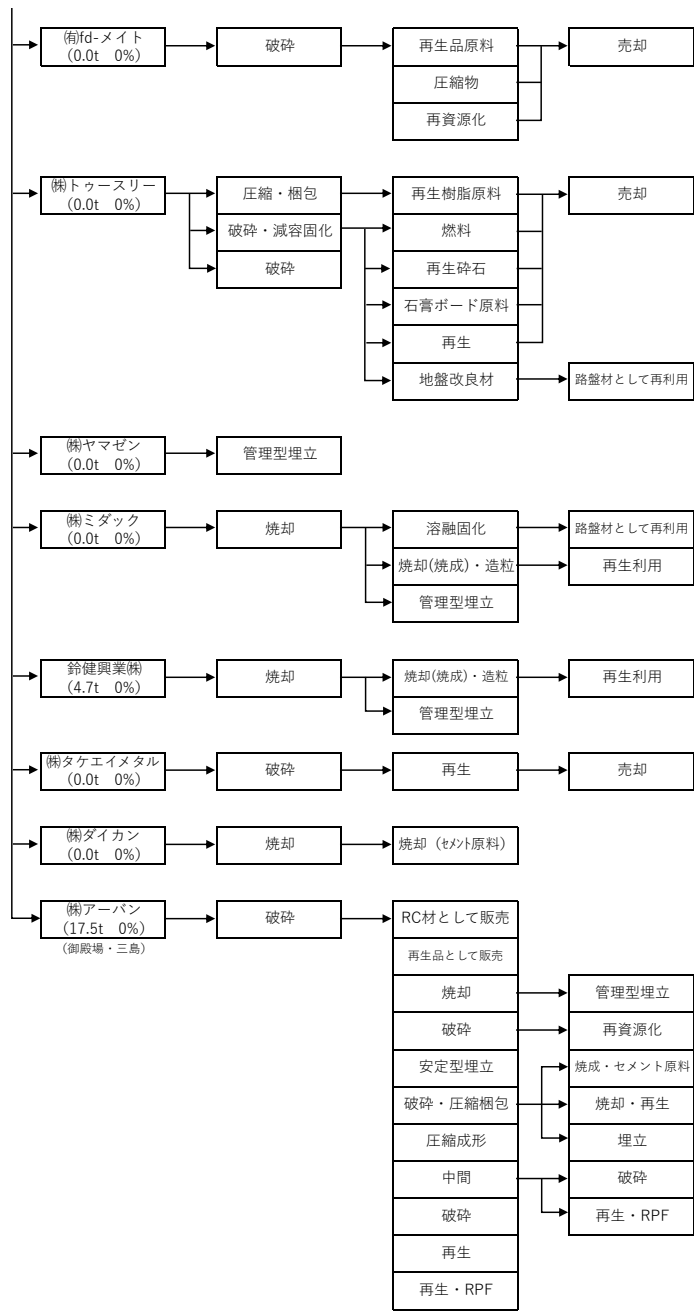 ㈲fd-メイト
(0.0t 0%)
破砕
再生品原料
売却
圧縮物
再資源化
㈱トゥースリー
(0.0t 0%)
圧縮・梱包
再生樹脂原料
売却
破砕・減容固化
燃料
破砕
再生砕石
石膏ボード原料
再生
地盤改良材
路盤材として再利用
㈱ヤマゼン
(0.0t 0%)
管理型埋立
㈱ミダック
(0.0t 0%)
焼却
溶融固化
路盤材として再利用
焼却(焼成)・造粒
再生利用
管理型埋立
鈴健興業㈱
(4.7t 0%)
焼却
焼却(焼成)・造粒
再生利用
管理型埋立
㈱タケエイメタル
(0.0t 0%)
破砕
再生
売却
㈱ダイカン
(0.0t 0%)
焼却
焼却（ｾﾒﾝﾄ原料）
㈱アーバン
(17.5t 0%)
(御殿場・三島)
破砕
RC材として販売
再生品として販売
焼却
管理型埋立
破砕
再資源化
安定型埋立
焼成・セメント原料
破砕・圧縮梱包
焼却・再生
圧縮成形
埋立
中間
破砕
破砕
再生・RPF
再生
再生・RPF